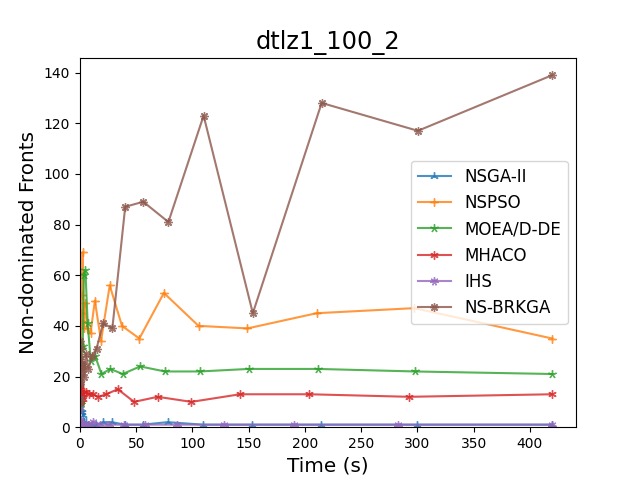 dtlz1_100_2
Non-dominated Fronts
140
120
100
80
60
40
20
0
NSGA-II
NSPSO
MOEA/D-DE
MHACO
IHS
NS-BRKGA
0 50 100 150 200 250 300 350 400
Time (s)